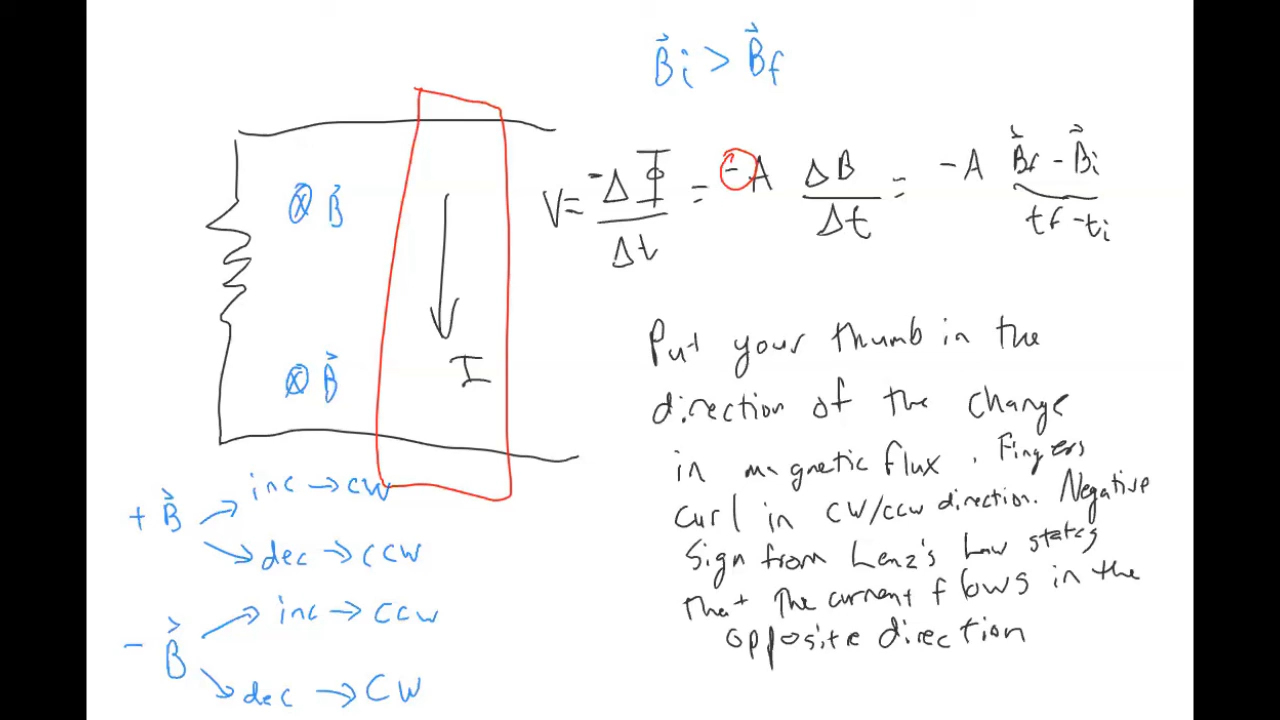 B⃗i > B⃗f
V = -ΔΦ/Δt = -A ΔB/Δt = -A (B⃗f - B⃗i)/(tf - ti)
⊗ B⃗
⊗ B⃗
I
Put your thumb in the
direction of the change
in magnetic flux. Fingers
curl in CW/CCW direction. Negative
Sign from Lenz's Law states
that the current flows in the
opposite direction
+ B⃗
inc → CW
dec → CCW
- B⃗
inc → CCW
dec → CW